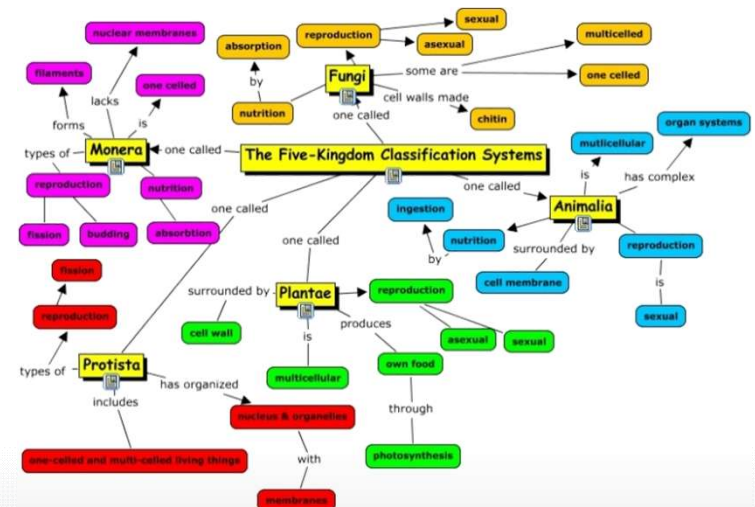 sexual
nuclear membranes
reproduction
multicelled
absorption
asexual
filaments
Fungi
some are
one celled
one celled
by
cell walls made
lacks
nutrition
chitin
organ systems
forms
is
one called
mutlicellular
types of
Monera
one called
The Five-Kingdom Classification Systems
is
has complex
reproduction
nutrition
one called
Animalia
one called
ingestion
fission
budding
absorbtion
one called
nutrition
surrounded by
reproduction
by
fission
cell membrane
is
surrounded by
Plantae
reproduction
reproduction
produces
sexual
cell wall
is
asexual
sexual
Protista
own food
types of
has organized
multicellular
includes
through
nucleus & organelles
one-celled and multi-celled living things
with
photosynthesis
membranes